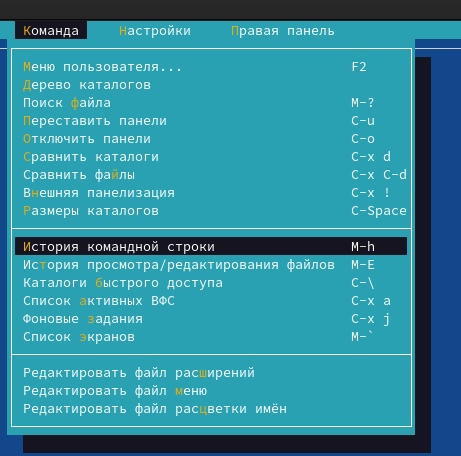 Команда Настройки Правая панель
Меню пользователя... F2
Дерево каталогов
Поиск файла M-?
Переставить панели C-u
Отключить панели C-o
Сравнить каталоги C-x d
Сравнить файлы C-x C-d
Внешняя панелизация C-x !
Размеры каталогов C-Space
История командной строки M-h
История просмотра/редактирования файлов M-E
Каталоги быстрого доступа C-\
Список активных ВФС C-x a
Фоновые задания C-x j
Список экранов M-`
Редактировать файл расширений
Редактировать файл меню
Редактировать файл расцветки имён